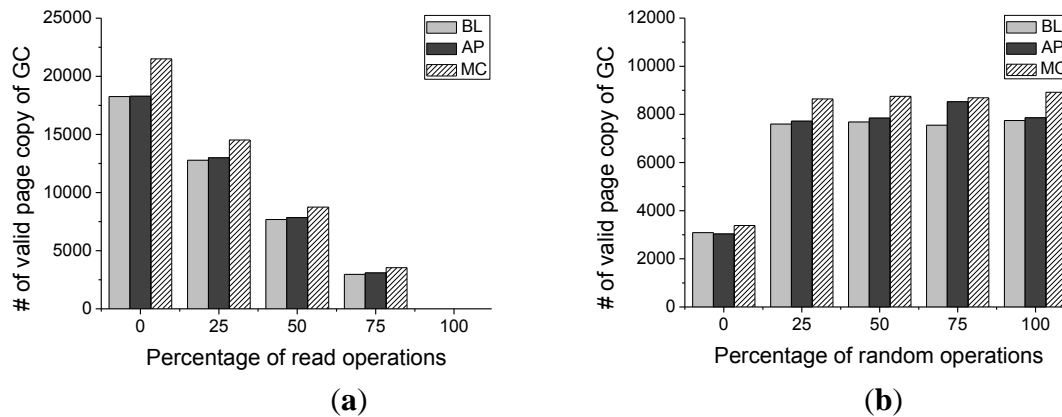 25000
20000
15000
10000
5000
0
# of valid page copy of GC
BL
AP
MC
0 25 50 75 100
Percentage of read operations
(a)
12000
10000
8000
6000
4000
2000
0
# of valid page copy of GC
BL
AP
MC
0 25 50 75 100
Percentage of random operations
(b)